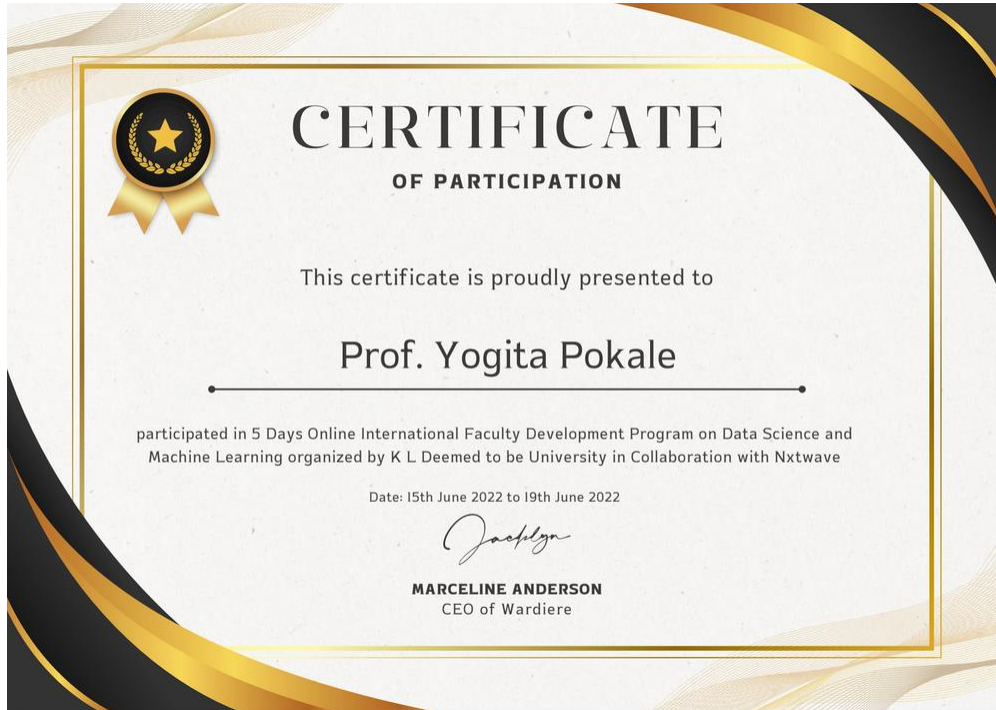 CERTIFICATE
OF PARTICIPATION
This certificate is proudly presented to
Prof. Yogita Pokale
participated in 5 Days Online International Faculty Development Program on Data Science and
Machine Learning organized by K L Deemed to be University in Collaboration with Nxtwave
Date: 15th June 2022 to 19th June 2022
Jacklyn
MARCELINE ANDERSON
CEO of Wardiere